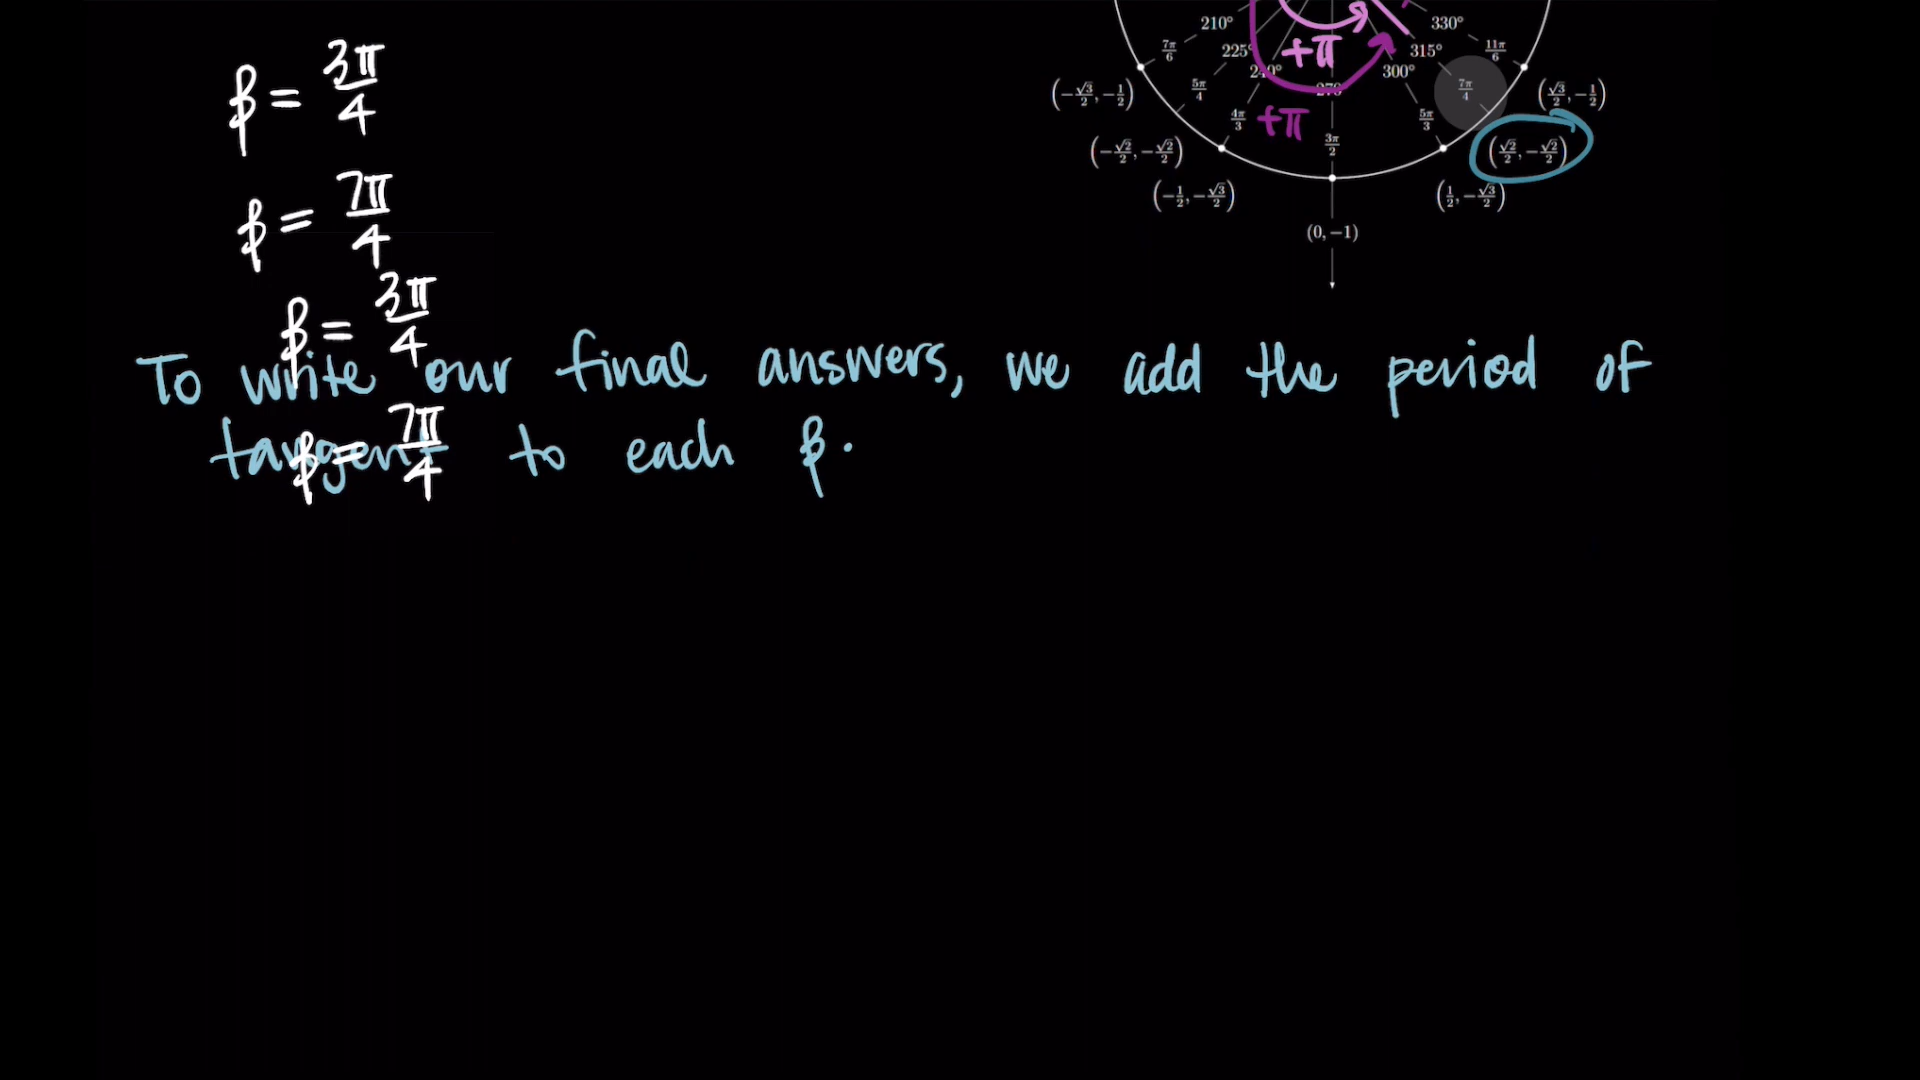 β = 3π/4
β = 7π/4
β = 3π/4
To write our final answers, we add the period of
β = 7π/4
tangent to each β.
210° 330°
7π/6 225° +π 315° 11π/6
240° 300°
(-√3/2, -1/2) 5π/4 270° 7π/4 (√3/2, -1/2)
4π/3 +π 5π/3
(-√2/2, -√2/2) 3π/2 (√2/2, -√2/2)
(-1/2, -√3/2) (1/2, -√3/2)
(0, -1)